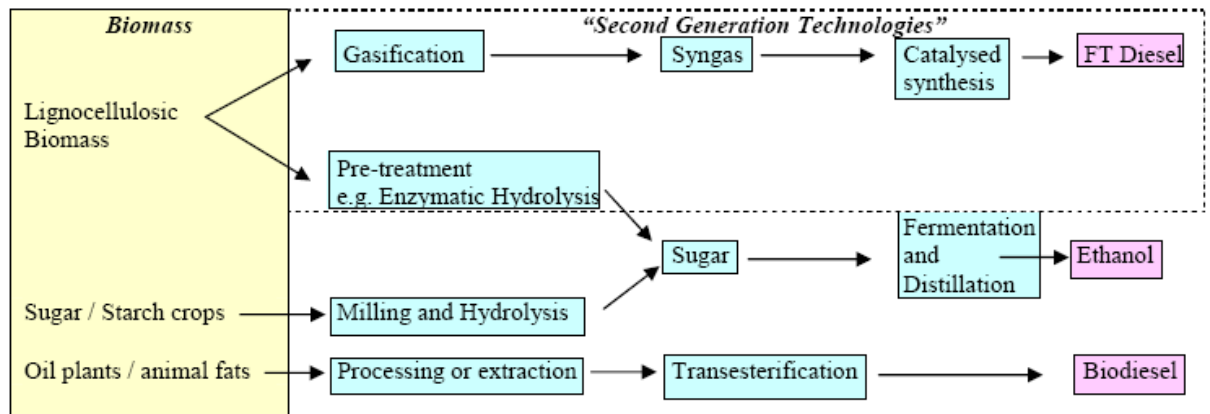 Biomass
“Second Generation Technologies”
Gasification
Syngas
Catalysed
synthesis
FT Diesel
Lignocellulosic
Biomass
Pre-treatment
e.g. Enzymatic Hydrolysis
Sugar
Fermentation
and
Distillation
Ethanol
Sugar / Starch crops
Milling and Hydrolysis
Oil plants / animal fats
Processing or extraction
Transesterification
Biodiesel